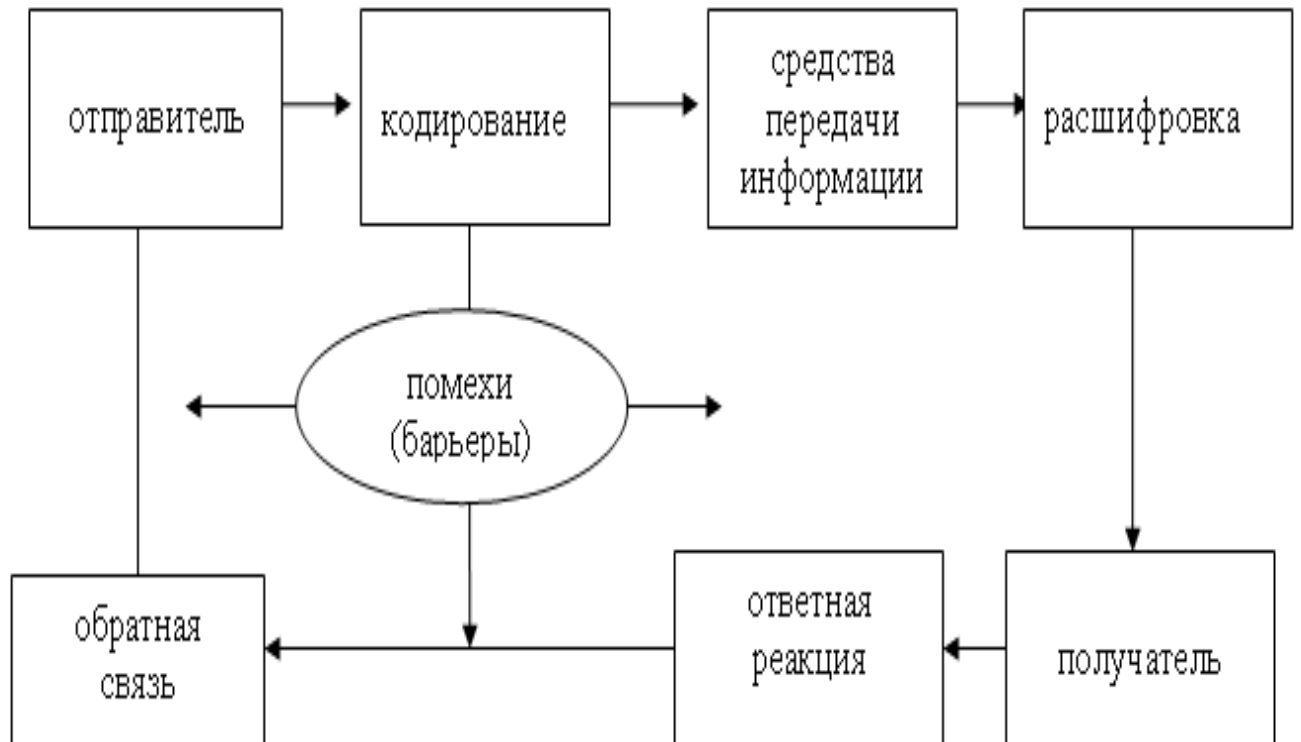 отправитель
кодирование
средства
передачи
информации
расшифровка
помехи
(барьеры)
обратная
связь
ответная
реакция
получатель